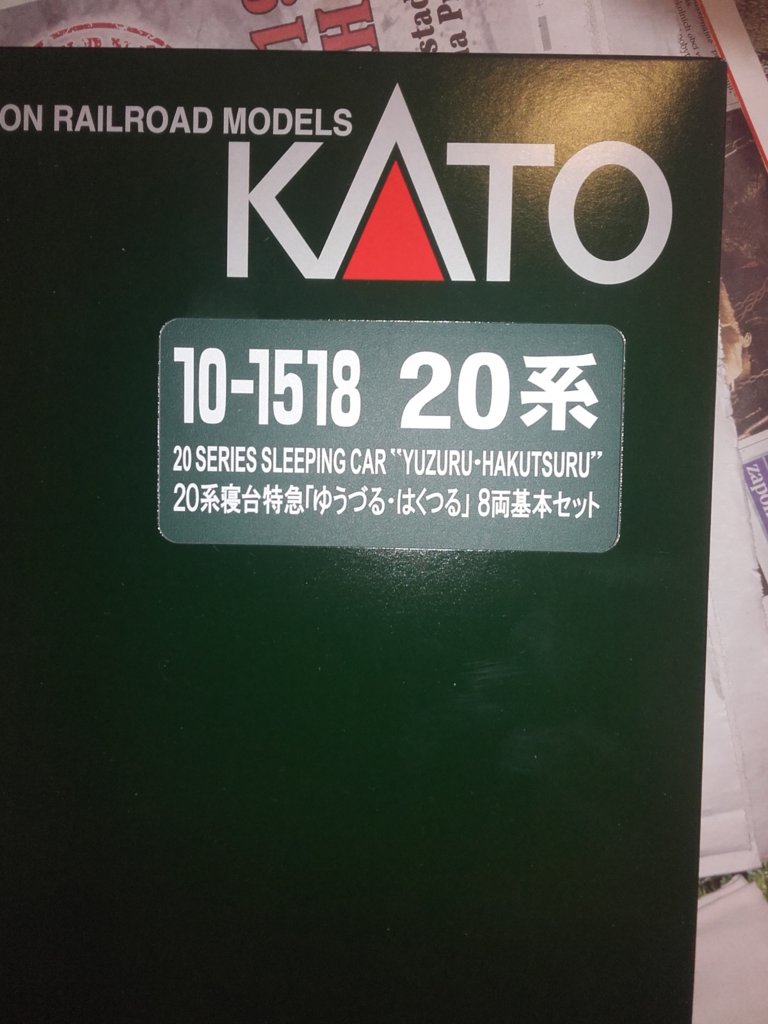 ON RAILROAD MODELS
KATO
10-1518 20系
20 SERIES SLEEPING CAR "YUZURU·HAKUTSURU"
20系寝台特急「ゆうづる・はくつる」 8両基本セット
zapom